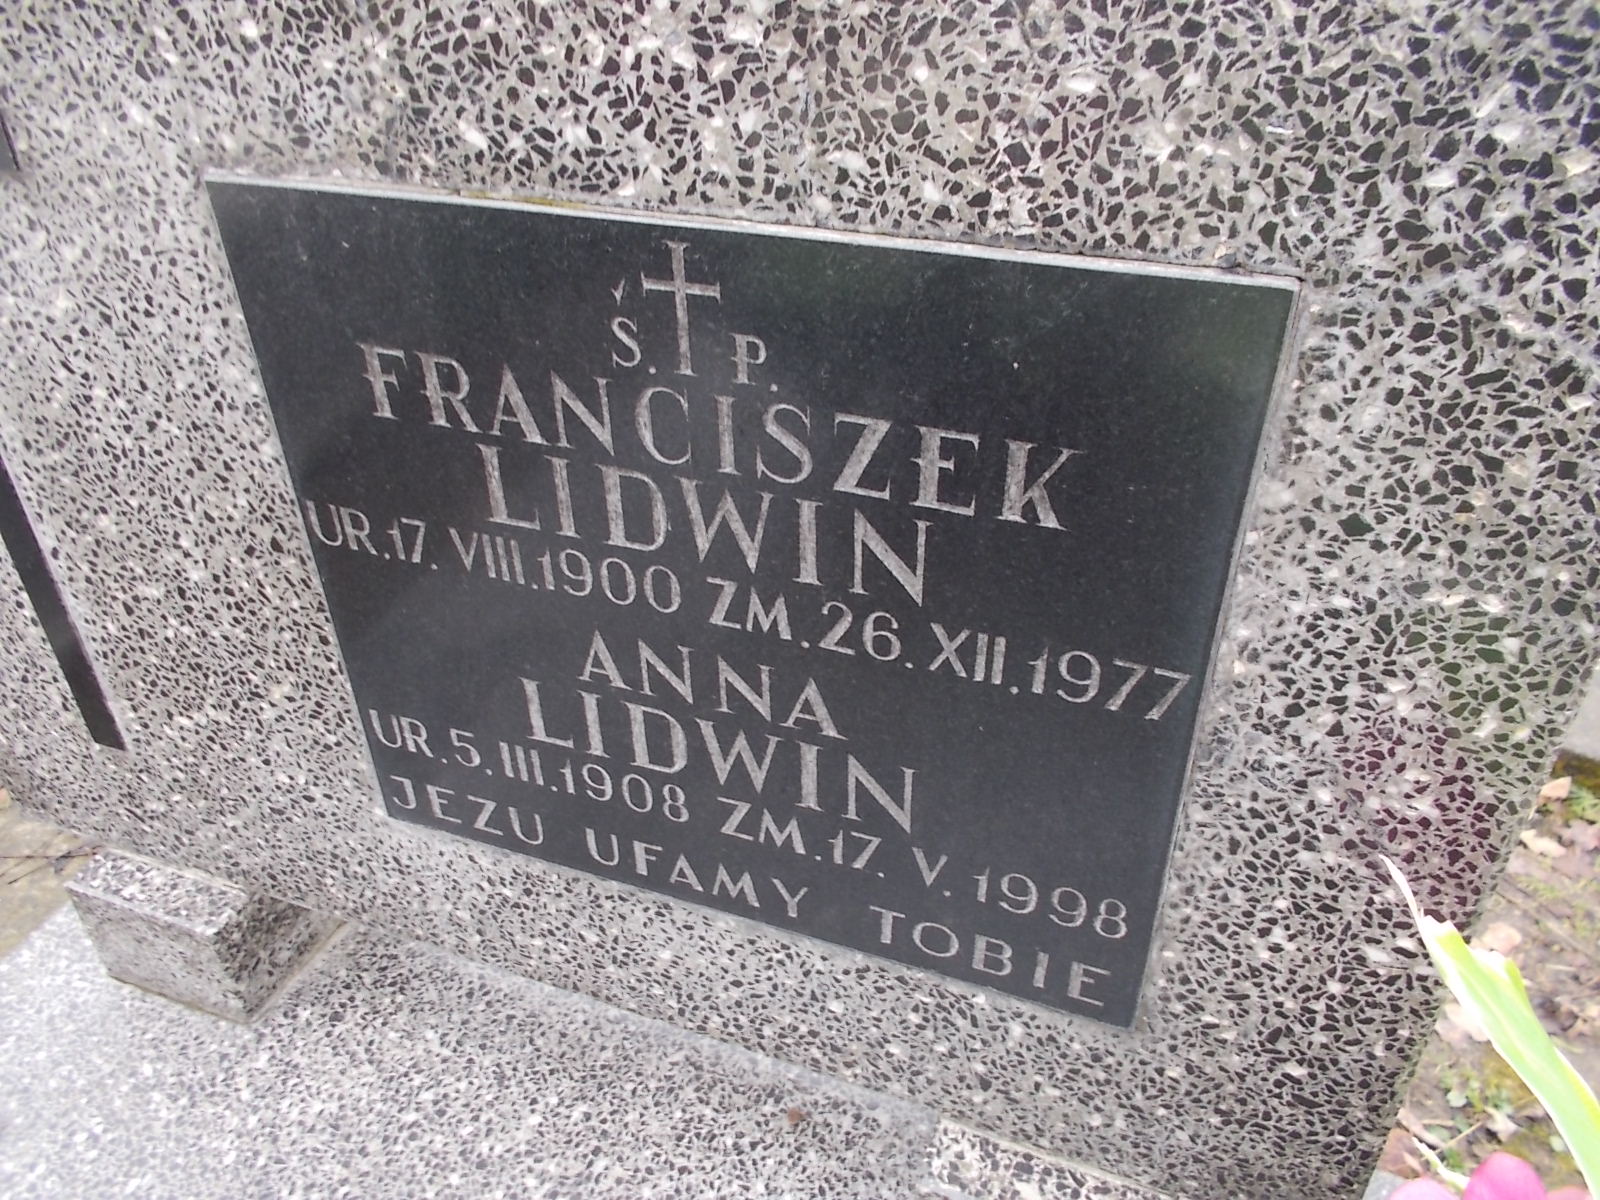 Ś. P.
FRANCISZEK
LIDWIN
UR.17.VIII.1900 ZM.26.XII.1977
ANNA
LIDWIN
UR.5.III.1908 ZM.17.V.1998
JEZU UFAMY TOBIE